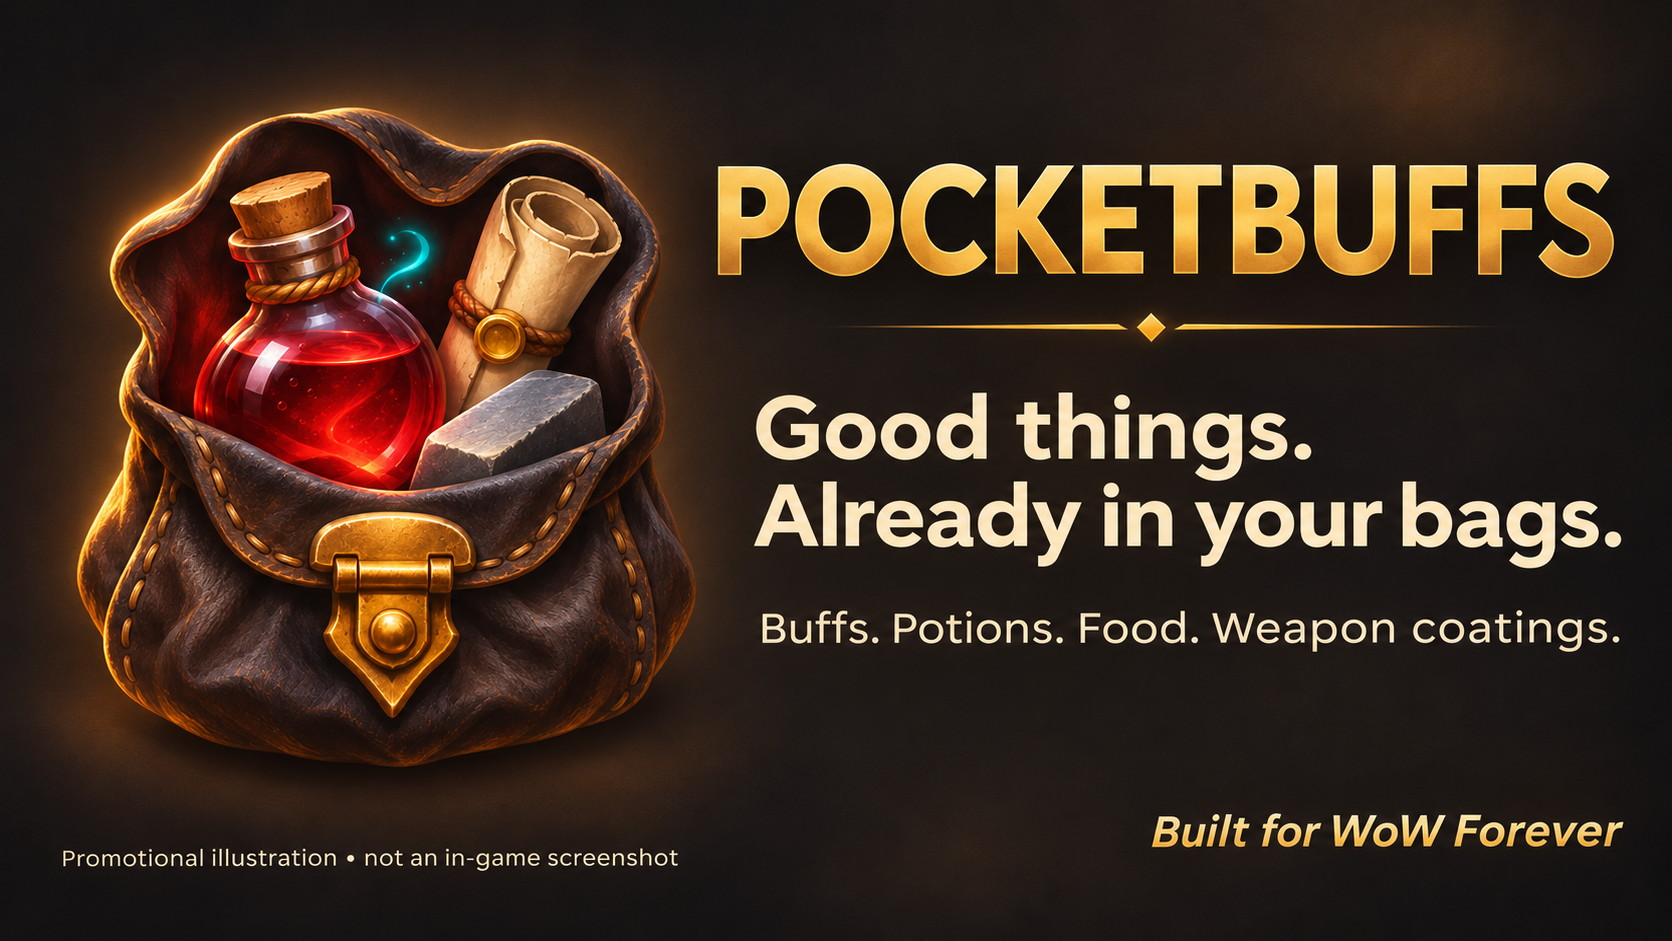 POCKETBUFFS
Good things.
Already in your bags.
Buffs. Potions. Food. Weapon coatings.
Built for WoW Forever
Promotional illustration • not an in-game screenshot